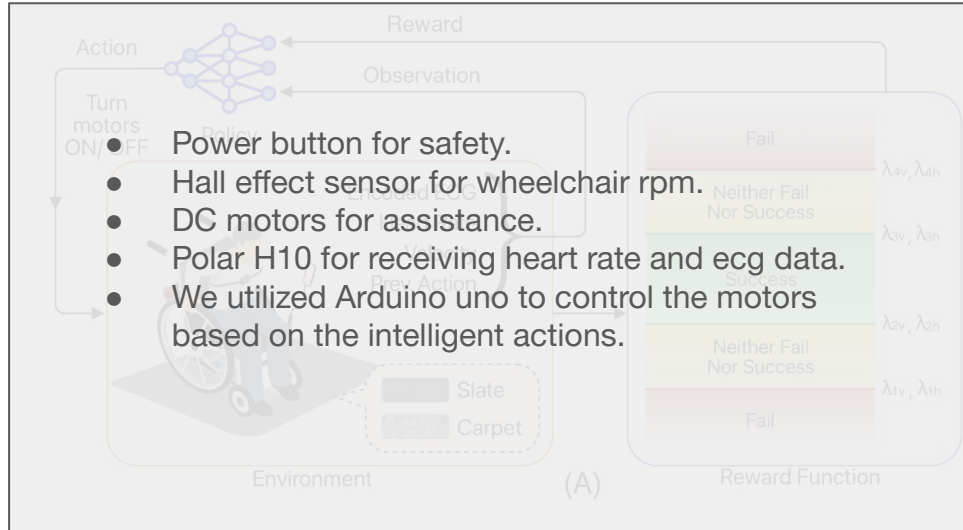 Reward
Action
Observation
Turn
motors
ON/ OFF
Policy
● Power button for safety.
● Hall effect sensor for wheelchair rpm.
● DC motors for assistance.
● Polar H10 for receiving heart rate and ecg data.
● We utilized Arduino uno to control the motors
based on the intelligent actions.
Encoded ECG
Velocity
Prev Action
Slate
Carpet
Environment
(A)
Fail
λ4v, λ4h
Neither Fail
Nor Success
λ3v, λ3h
Success
λ2v, λ2h
Neither Fail
Nor Success
λ1v, λ1h
Fail
Reward Function